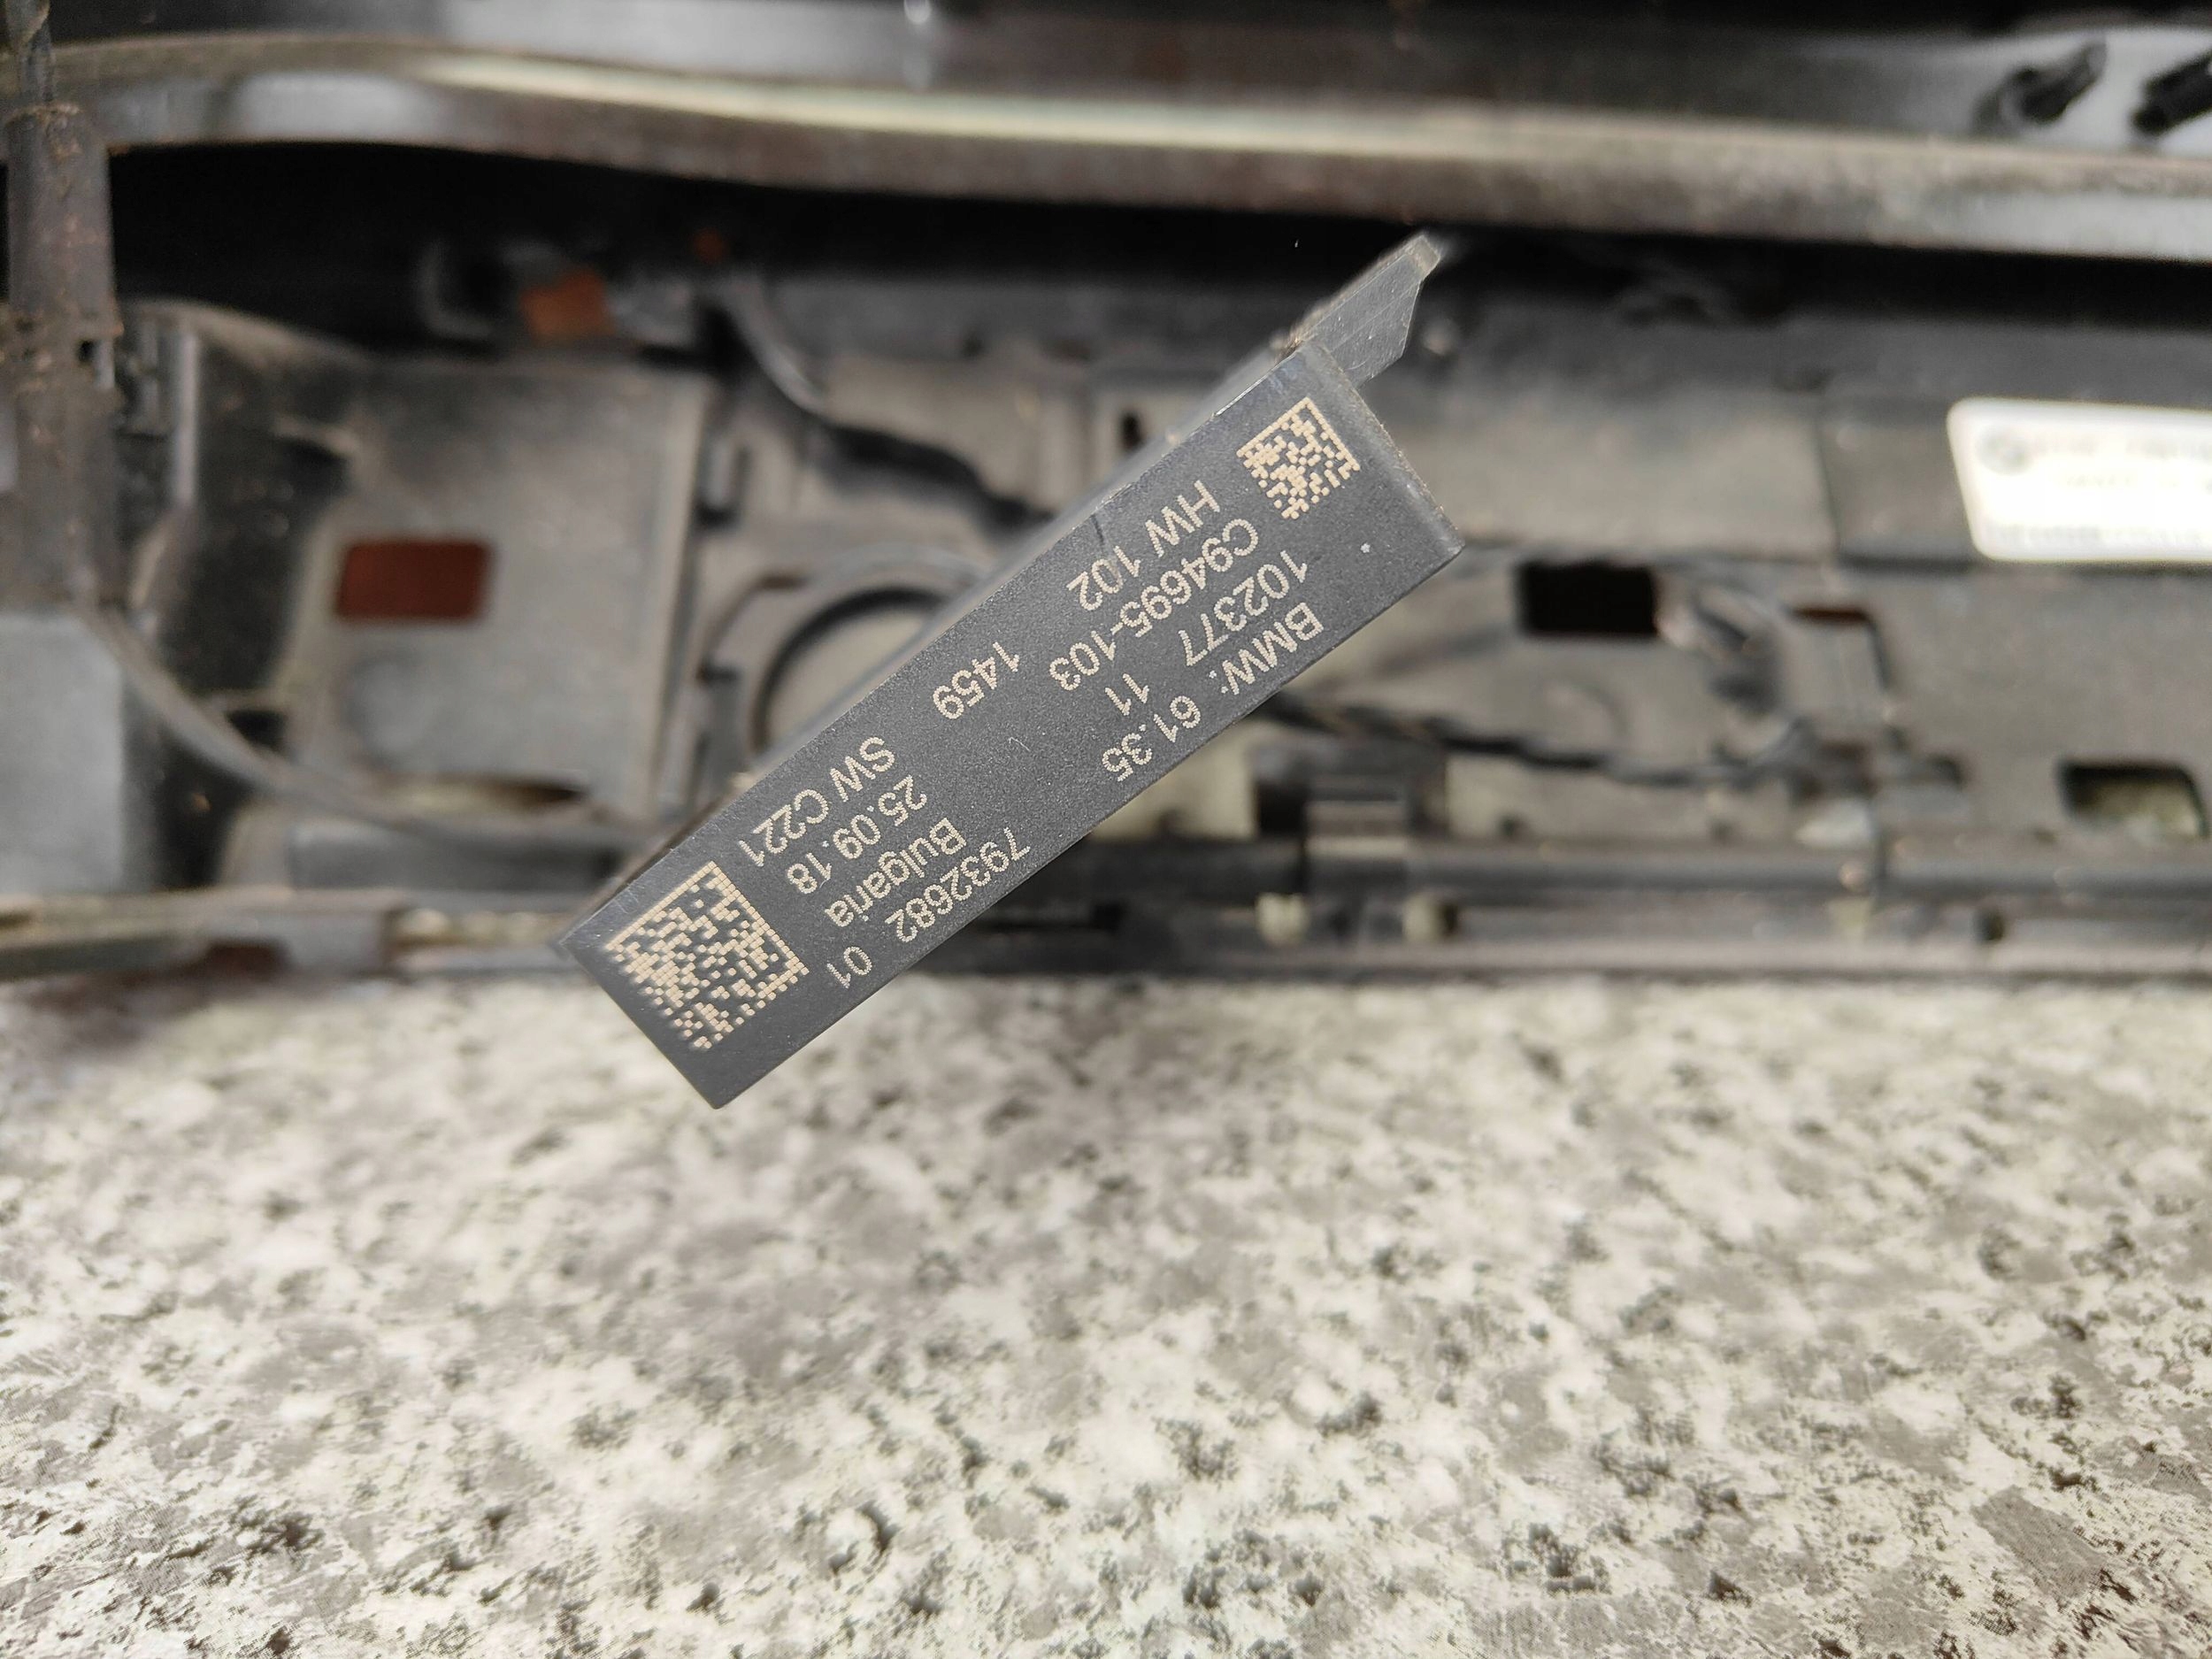 BMW: 61.35 7932682 01
102377 11 Bulgaria
C94695-103 25.09.18
HW 102 1459 SW C221